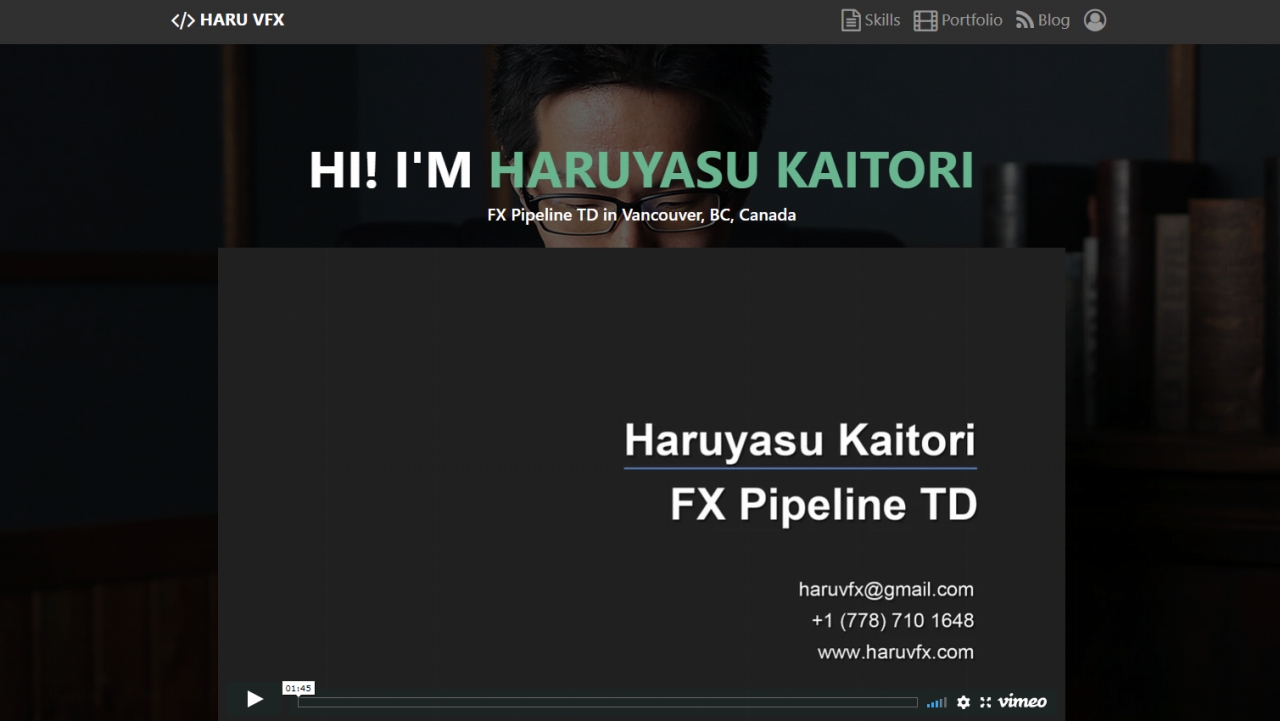 </> HARU VFX
Skills Portfolio Blog
HI! I'M HARUYASU KAITORI
FX Pipeline TD in Vancouver, BC, Canada
Haruyasu Kaitori
FX Pipeline TD
haruvfx@gmail.com
+1 (778) 710 1648
www.haruvfx.com
01:45
vimeo